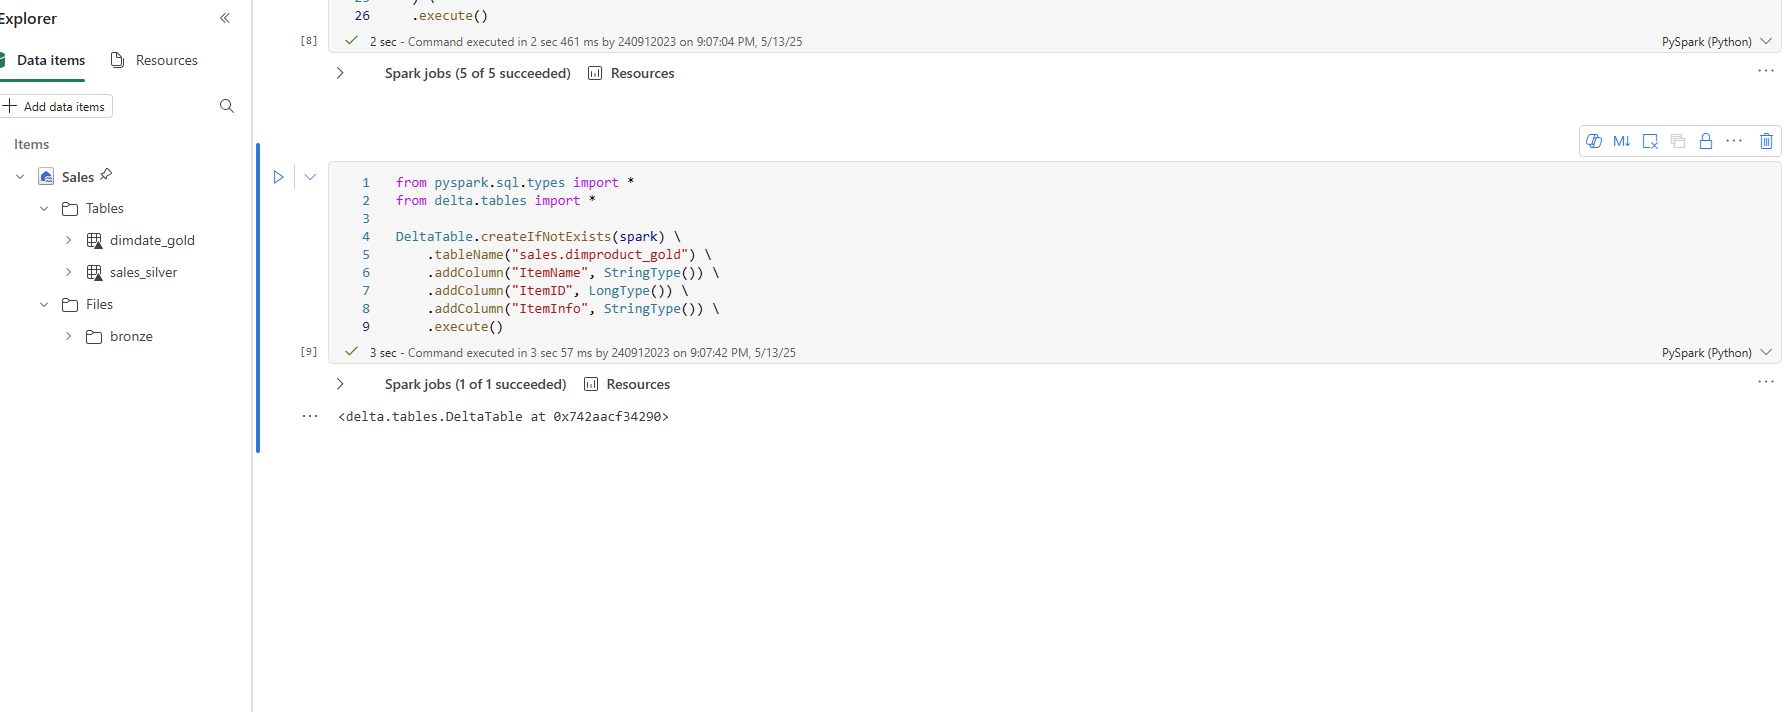 Explorer
Data items
Resources
Add data items
Items
Sales
Tables
dimdate_gold
sales_silver
Files
bronze
26 .execute()
[8] 2 sec - Command executed in 2 sec 461 ms by 240912023 on 9:07:04 PM, 5/13/25 PySpark (Python)
Spark jobs (5 of 5 succeeded) Resources
M↓
1 from pyspark.sql.types import *
2 from delta.tables import *
3
4 DeltaTable.createIfNotExists(spark) \
5 .tableName("sales.dimproduct_gold") \
6 .addColumn("ItemName", StringType()) \
7 .addColumn("ItemID", LongType()) \
8 .addColumn("ItemInfo", StringType()) \
9 .execute()
[9] 3 sec - Command executed in 3 sec 57 ms by 240912023 on 9:07:42 PM, 5/13/25 PySpark (Python)
Spark jobs (1 of 1 succeeded) Resources
<delta.tables.DeltaTable at 0x742aacf34290>